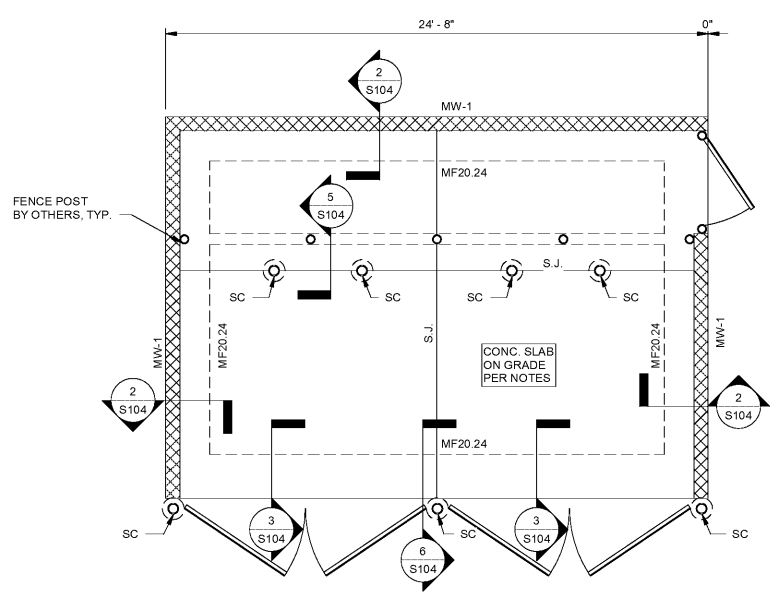 24' - 8"
0"
2
S104
MW-1
MF20.24
5
S104
FENCE POST
BY OTHERS, TYP.
S.J.
SC
SC
SC
SC
MW-1
MF20.24
S.J.
CONC. SLAB
ON GRADE
PER NOTES
MF20.24
MW-1
2
S104
2
S104
MF20.24
SC
3
S104
6
S104
SC
3
S104
SC